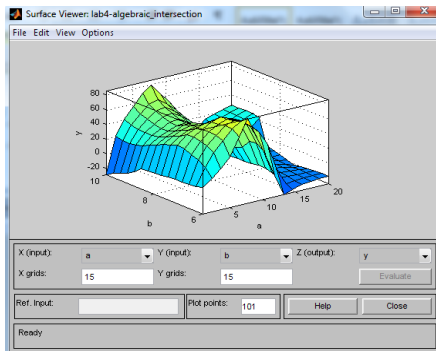 Surface Viewer: lab4-algebraic_intersection
File Edit View Options
80
60
40
20
0
-20
y
10
8
6
b
5
10
15
20
a
X (input): a Y (input): b Z (output): y
X grids: 15 Y grids: 15 Evaluate
Ref. Input: Plot points: 101 Help Close
Ready